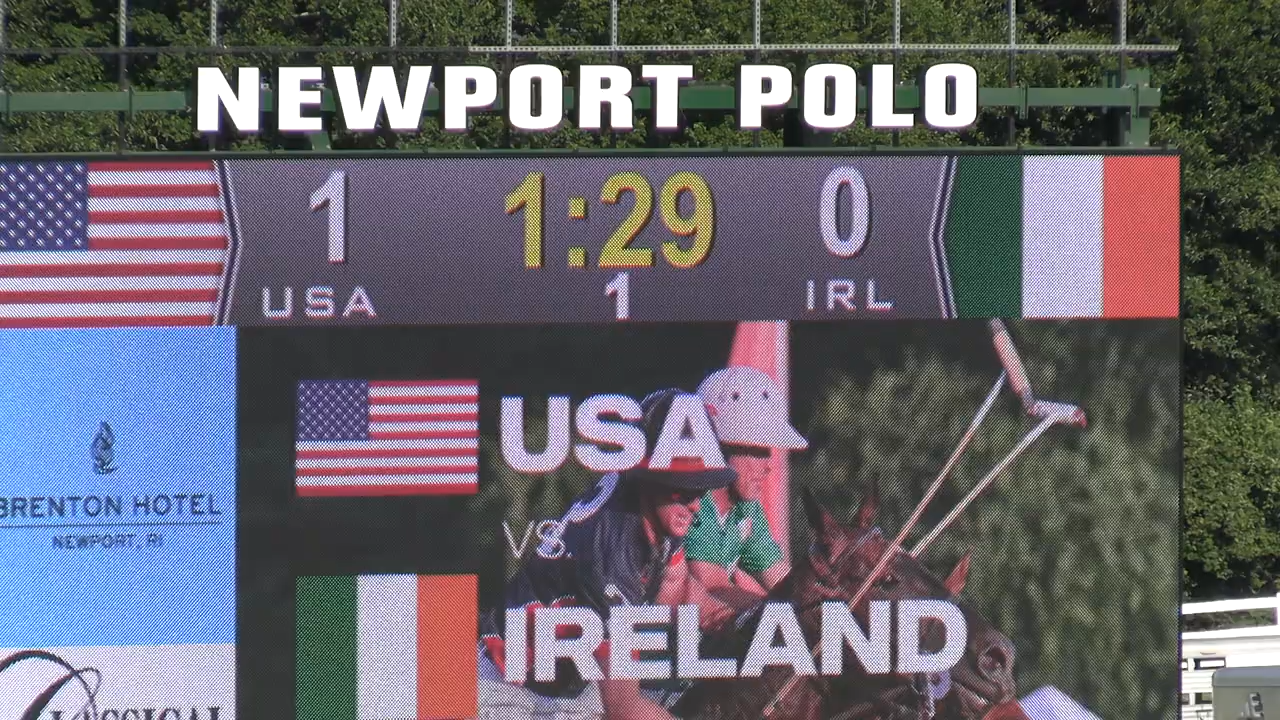 NEWPORT POLO
1 1:29 0
USA 1 IRL
USA
VS.
IRELAND
BRENTON HOTEL
NEWPORT, RI